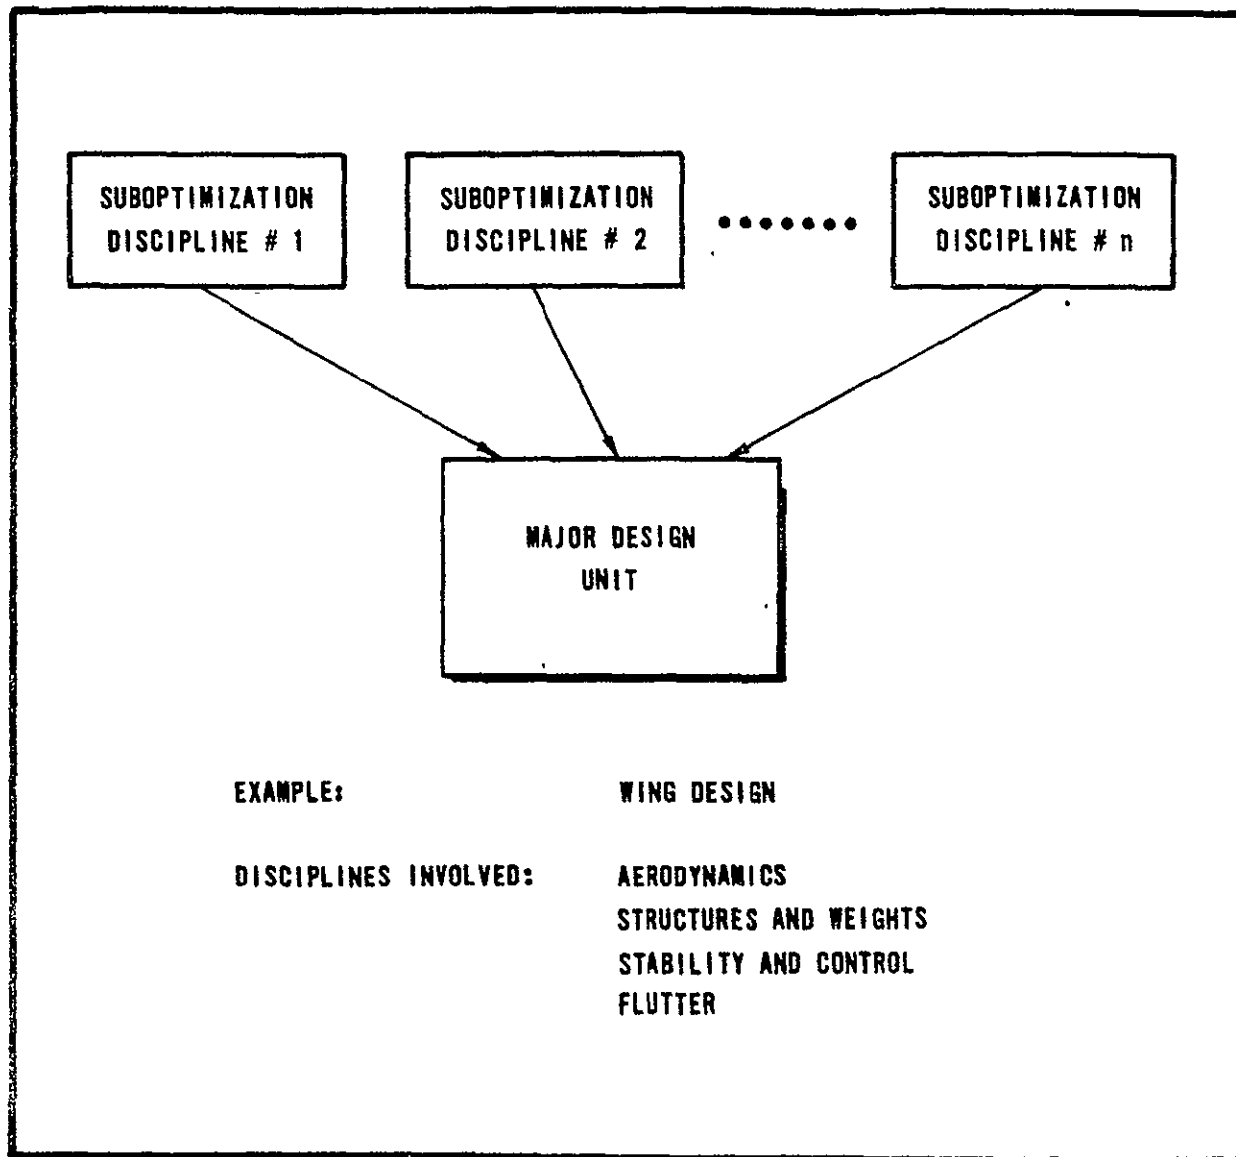 SUBOPTIMIZATION
DISCIPLINE # 1
SUBOPTIMIZATION
DISCIPLINE # 2
SUBOPTIMIZATION
DISCIPLINE # n
MAJOR DESIGN
UNIT
EXAMPLE: WING DESIGN
DISCIPLINES INVOLVED: AERODYNAMICS
STRUCTURES AND WEIGHTS
STABILITY AND CONTROL
FLUTTER